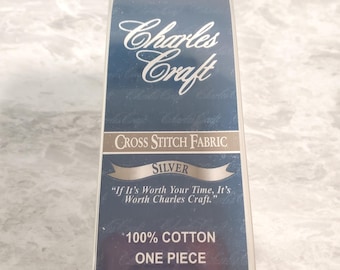 Charles
Craft
CROSS STITCH FABRIC
SILVER
"If It's Worth Your Time, It's
Worth Charles Craft."
100% COTTON
ONE PIECE